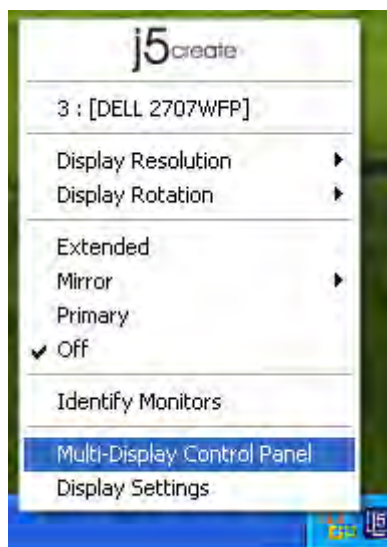 j5create
3 : [DELL 2707WFP]
Display Resolution
Display Rotation
Extended
Mirror
Primary
Off
Identify Monitors
Multi-Display Control Panel
Display Settings
j5